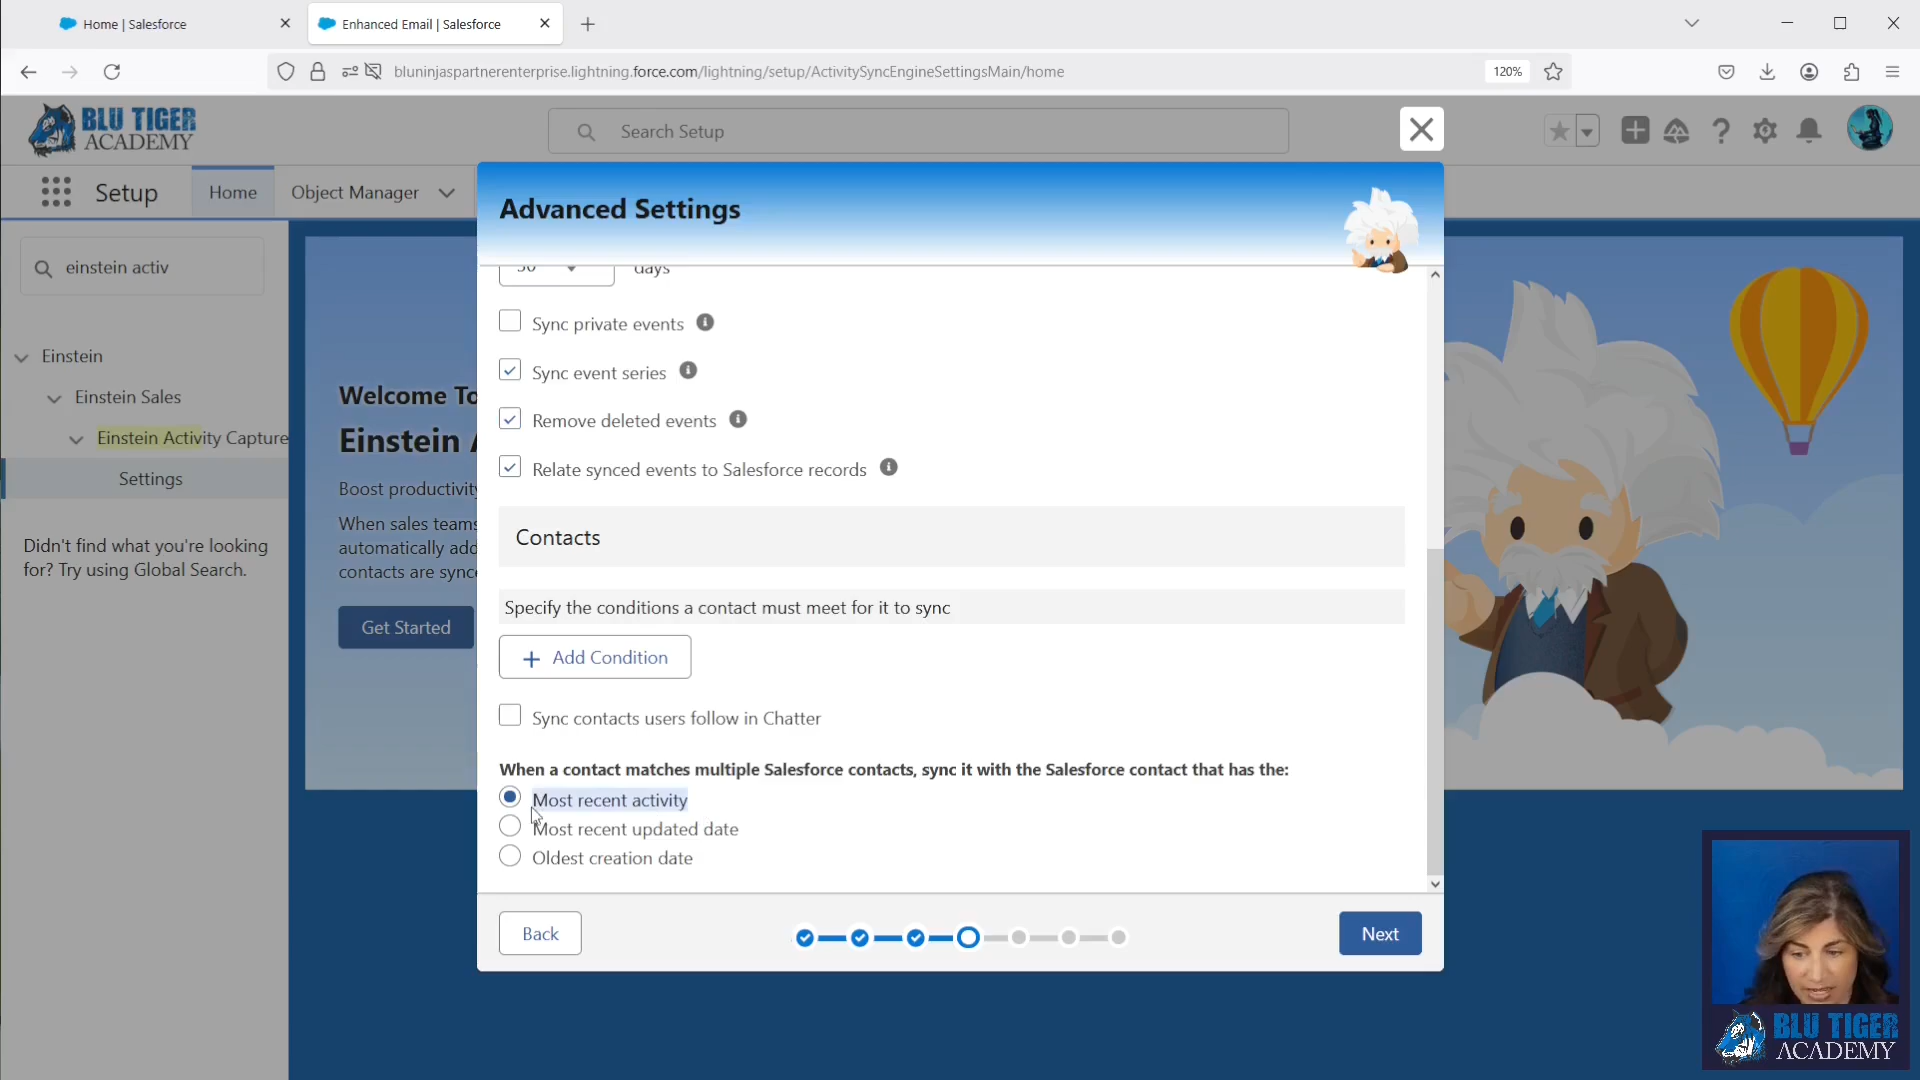 Home | Salesforce
Enhanced Email | Salesforce
bluninjaspartnerenterprise.lightning.force.com/lightning/setup/ActivitySyncEngineSettingsMain/home
120%
BLU TIGER
ACADEMY
Search Setup
Setup
Home
Object Manager
Advanced Settings
einstein activ
30
days
Sync private events
Sync event series
Einstein
Remove deleted events
Welcome To
Einstein Sales
Einstein Activity Capture
Einstein A
Relate synced events to Salesforce records
Settings
Boost productivity
When sales teams
automatically add
contacts are sync
Contacts
Didn't find what you're looking
for? Try using Global Search.
Specify the conditions a contact must meet for it to sync
Get Started
Add Condition
Sync contacts users follow in Chatter
When a contact matches multiple Salesforce contacts, sync it with the Salesforce contact that has the:
Most recent activity
Most recent updated date
Oldest creation date
Back
Next
BLU TIGER
ACADEMY